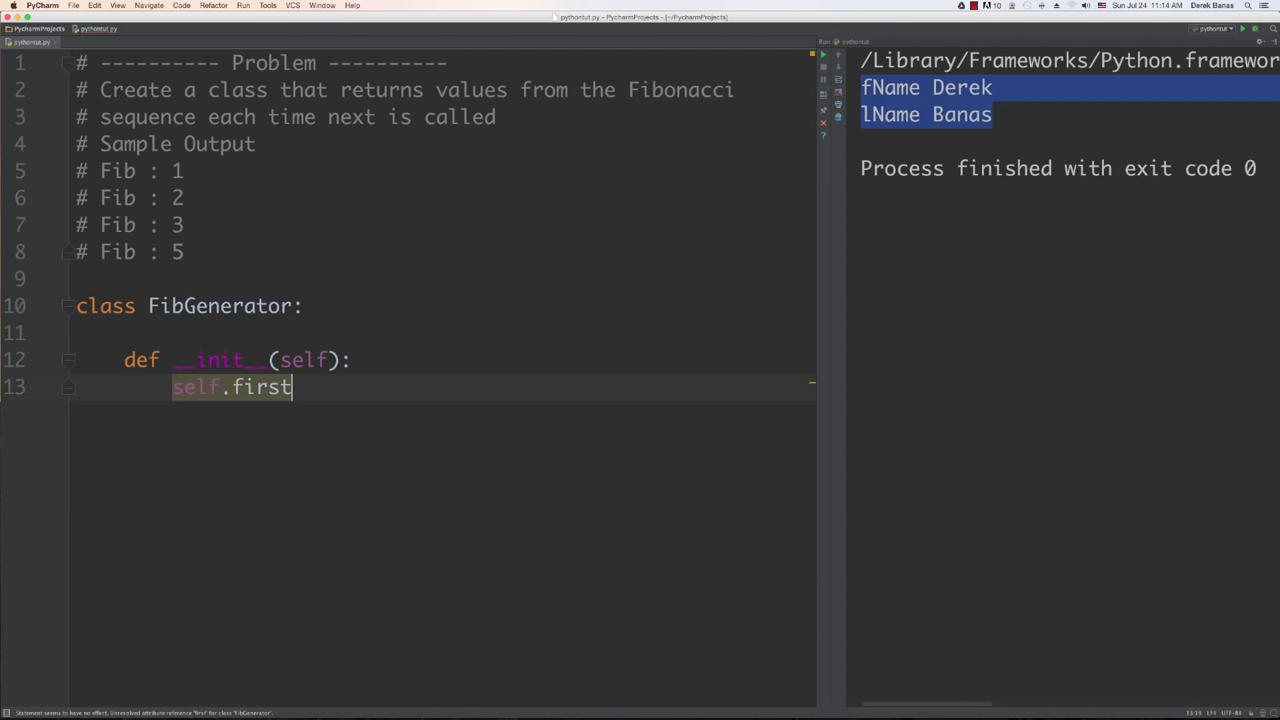 PyCharm File Edit View Navigate Code Refactor Run Tools VCS Window Help 10 Sun Jul 24 11:14 AM Derek Banas
pythontut.py - PycharmProjects - [~/PycharmProjects]
PycharmProjects pythontut.py pythontut
pythontut.py Run: pythontut
1 # ---------- Problem ----------
2 # Create a class that returns values from the Fibonacci
3 # sequence each time next is called
4 # Sample Output
5 # Fib : 1
6 # Fib : 2
7 # Fib : 3
8 # Fib : 5
9
10 class FibGenerator:
11
12 def __init__(self):
13 self.first
/Library/Frameworks/Python.framewor
fName Derek
lName Banas
Process finished with exit code 0
Statement seems to have no effect. Unresolved attribute reference 'first' for class 'FibGenerator'. 13:19 LF÷ UTF-8÷